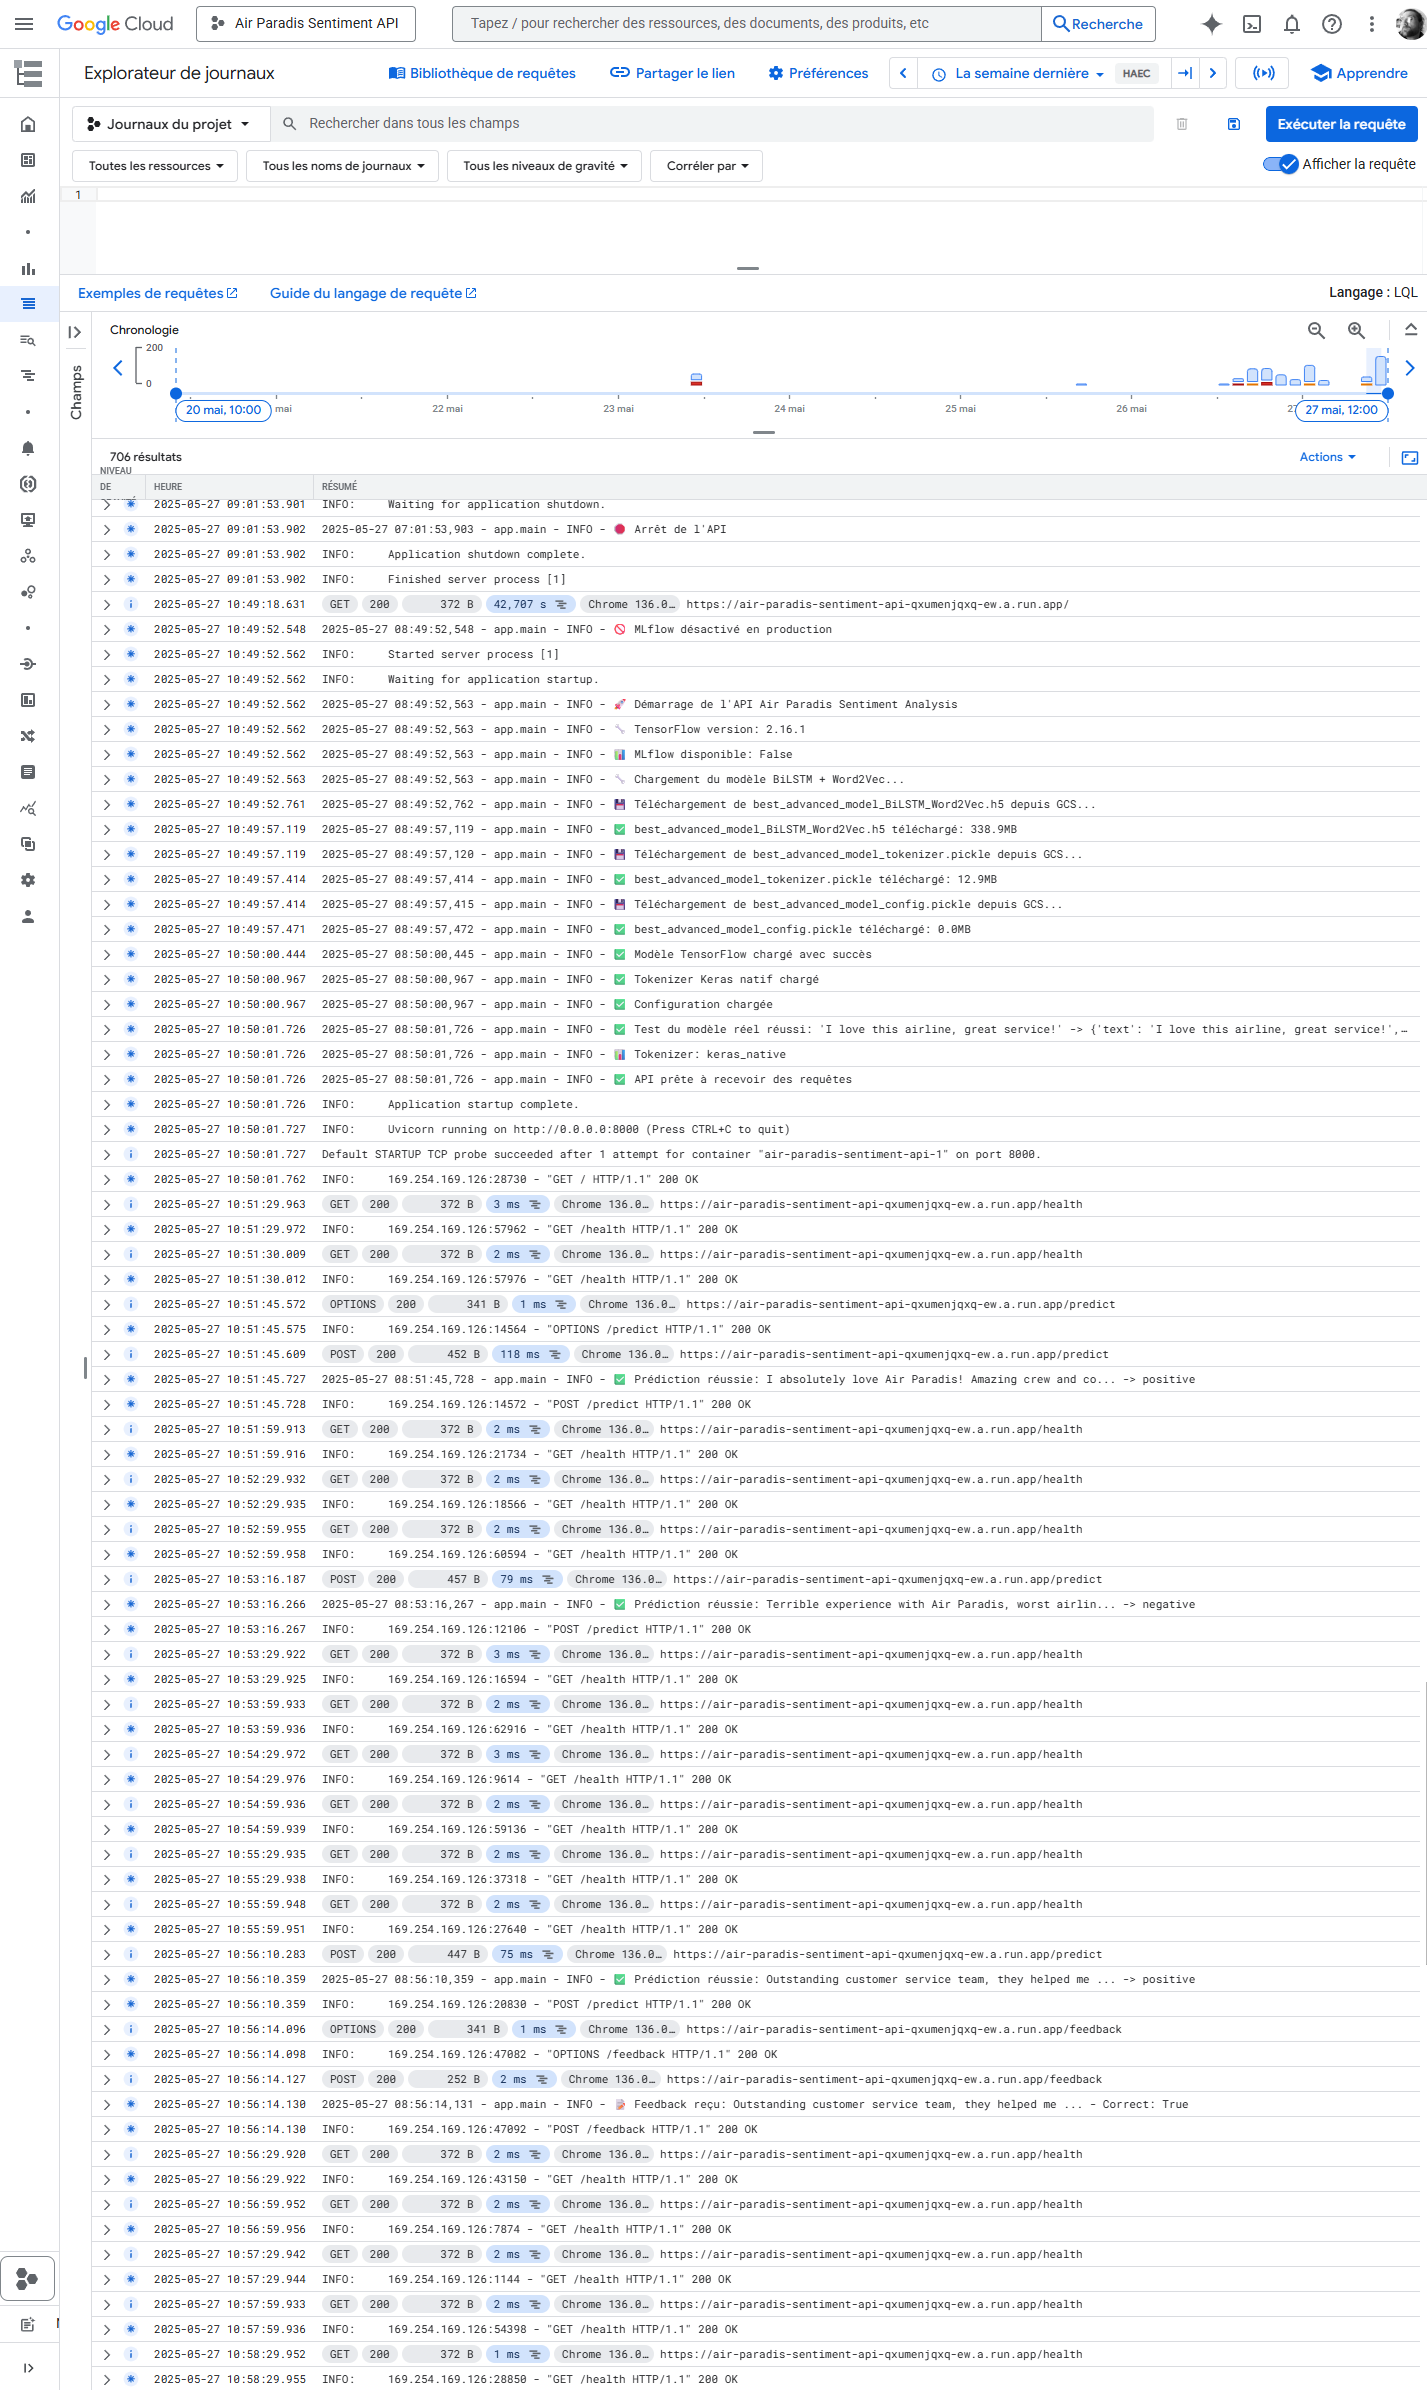 Google Cloud Air Paradis Sentiment API Tapez / pour rechercher des ressources, des documents, des produits, etc Recherche
Explorateur de journaux Bibliothèque de requêtes Partager le lien Préférences La semaine dernière HAEC Apprendre
Journaux du projet Rechercher dans tous les champs Exécuter la requête
Toutes les ressources Tous les noms de journaux Tous les niveaux de gravité Corréler par Afficher la requête
1
Exemples de requêtes Guide du langage de requête Langage : LQL
Champs
Chronologie
200
0
20 mai, 10:00 mai 22 mai 23 mai 24 mai 25 mai 26 mai 27 27 mai, 12:00
706 résultats Actions
NIVEAU DE HEURE RÉSUMÉ
2025-05-27 09:01:53.901 INFO: Waiting for application shutdown.
2025-05-27 09:01:53.902 2025-05-27 07:01:53,903 - app.main - INFO - 🛑 Arrêt de l'API
2025-05-27 09:01:53.902 INFO: Application shutdown complete.
2025-05-27 09:01:53.902 INFO: Finished server process [1]
2025-05-27 10:49:18.631 GET 200 372 B 42,707 s Chrome 136.0… https://air-paradis-sentiment-api-qxumenjqxq-ew.a.run.app/
2025-05-27 10:49:52.548 2025-05-27 08:49:52,548 - app.main - INFO - 🚫 MLflow désactivé en production
2025-05-27 10:49:52.562 INFO: Started server process [1]
2025-05-27 10:49:52.562 INFO: Waiting for application startup.
2025-05-27 10:49:52.562 2025-05-27 08:49:52,563 - app.main - INFO - 🚀 Démarrage de l'API Air Paradis Sentiment Analysis
2025-05-27 10:49:52.562 2025-05-27 08:49:52,563 - app.main - INFO - 🔧 TensorFlow version: 2.16.1
2025-05-27 10:49:52.562 2025-05-27 08:49:52,563 - app.main - INFO - 📊 MLflow disponible: False
2025-05-27 10:49:52.563 2025-05-27 08:49:52,563 - app.main - INFO - 🔧 Chargement du modèle BiLSTM + Word2Vec...
2025-05-27 10:49:52.761 2025-05-27 08:49:52,762 - app.main - INFO - 💾 Téléchargement de best_advanced_model_BiLSTM_Word2Vec.h5 depuis GCS...
2025-05-27 10:49:57.119 2025-05-27 08:49:57,119 - app.main - INFO - ✅ best_advanced_model_BiLSTM_Word2Vec.h5 téléchargé: 338.9MB
2025-05-27 10:49:57.119 2025-05-27 08:49:57,120 - app.main - INFO - 💾 Téléchargement de best_advanced_model_tokenizer.pickle depuis GCS...
2025-05-27 10:49:57.414 2025-05-27 08:49:57,414 - app.main - INFO - ✅ best_advanced_model_tokenizer.pickle téléchargé: 12.9MB
2025-05-27 10:49:57.414 2025-05-27 08:49:57,415 - app.main - INFO - 💾 Téléchargement de best_advanced_model_config.pickle depuis GCS...
2025-05-27 10:49:57.471 2025-05-27 08:49:57,472 - app.main - INFO - ✅ best_advanced_model_config.pickle téléchargé: 0.0MB
2025-05-27 10:50:00.444 2025-05-27 08:50:00,445 - app.main - INFO - ✅ Modèle TensorFlow chargé avec succès
2025-05-27 10:50:00.967 2025-05-27 08:50:00,967 - app.main - INFO - ✅ Tokenizer Keras natif chargé
2025-05-27 10:50:00.967 2025-05-27 08:50:00,967 - app.main - INFO - ✅ Configuration chargée
2025-05-27 10:50:01.726 2025-05-27 08:50:01,726 - app.main - INFO - ✅ Test du modèle réel réussi: 'I love this airline, great service!' -> {'text': 'I love this airline, great service!',…
2025-05-27 10:50:01.726 2025-05-27 08:50:01,726 - app.main - INFO - 📊 Tokenizer: keras_native
2025-05-27 10:50:01.726 2025-05-27 08:50:01,726 - app.main - INFO - ✅ API prête à recevoir des requêtes
2025-05-27 10:50:01.726 INFO: Application startup complete.
2025-05-27 10:50:01.727 INFO: Uvicorn running on http://0.0.0.0:8000 (Press CTRL+C to quit)
2025-05-27 10:50:01.727 Default STARTUP TCP probe succeeded after 1 attempt for container "air-paradis-sentiment-api-1" on port 8000.
2025-05-27 10:50:01.762 INFO: 169.254.169.126:28730 - "GET / HTTP/1.1" 200 OK
2025-05-27 10:51:29.963 GET 200 372 B 3 ms Chrome 136.0… https://air-paradis-sentiment-api-qxumenjqxq-ew.a.run.app/health
2025-05-27 10:51:29.972 INFO: 169.254.169.126:57962 - "GET /health HTTP/1.1" 200 OK
2025-05-27 10:51:30.009 GET 200 372 B 2 ms Chrome 136.0… https://air-paradis-sentiment-api-qxumenjqxq-ew.a.run.app/health
2025-05-27 10:51:30.012 INFO: 169.254.169.126:57976 - "GET /health HTTP/1.1" 200 OK
2025-05-27 10:51:45.572 OPTIONS 200 341 B 1 ms Chrome 136.0… https://air-paradis-sentiment-api-qxumenjqxq-ew.a.run.app/predict
2025-05-27 10:51:45.575 INFO: 169.254.169.126:14564 - "OPTIONS /predict HTTP/1.1" 200 OK
2025-05-27 10:51:45.609 POST 200 452 B 118 ms Chrome 136.0… https://air-paradis-sentiment-api-qxumenjqxq-ew.a.run.app/predict
2025-05-27 10:51:45.727 2025-05-27 08:51:45,728 - app.main - INFO - ✅ Prédiction réussie: I absolutely love Air Paradis! Amazing crew and co... -> positive
2025-05-27 10:51:45.728 INFO: 169.254.169.126:14572 - "POST /predict HTTP/1.1" 200 OK
2025-05-27 10:51:59.913 GET 200 372 B 2 ms Chrome 136.0… https://air-paradis-sentiment-api-qxumenjqxq-ew.a.run.app/health
2025-05-27 10:51:59.916 INFO: 169.254.169.126:21734 - "GET /health HTTP/1.1" 200 OK
2025-05-27 10:52:29.932 GET 200 372 B 2 ms Chrome 136.0… https://air-paradis-sentiment-api-qxumenjqxq-ew.a.run.app/health
2025-05-27 10:52:29.935 INFO: 169.254.169.126:18566 - "GET /health HTTP/1.1" 200 OK
2025-05-27 10:52:59.955 GET 200 372 B 2 ms Chrome 136.0… https://air-paradis-sentiment-api-qxumenjqxq-ew.a.run.app/health
2025-05-27 10:52:59.958 INFO: 169.254.169.126:60594 - "GET /health HTTP/1.1" 200 OK
2025-05-27 10:53:16.187 POST 200 457 B 79 ms Chrome 136.0… https://air-paradis-sentiment-api-qxumenjqxq-ew.a.run.app/predict
2025-05-27 10:53:16.266 2025-05-27 08:53:16,267 - app.main - INFO - ✅ Prédiction réussie: Terrible experience with Air Paradis, worst airlin... -> negative
2025-05-27 10:53:16.267 INFO: 169.254.169.126:12106 - "POST /predict HTTP/1.1" 200 OK
2025-05-27 10:53:29.922 GET 200 372 B 3 ms Chrome 136.0… https://air-paradis-sentiment-api-qxumenjqxq-ew.a.run.app/health
2025-05-27 10:53:29.925 INFO: 169.254.169.126:16594 - "GET /health HTTP/1.1" 200 OK
2025-05-27 10:53:59.933 GET 200 372 B 2 ms Chrome 136.0… https://air-paradis-sentiment-api-qxumenjqxq-ew.a.run.app/health
2025-05-27 10:53:59.936 INFO: 169.254.169.126:62916 - "GET /health HTTP/1.1" 200 OK
2025-05-27 10:54:29.972 GET 200 372 B 3 ms Chrome 136.0… https://air-paradis-sentiment-api-qxumenjqxq-ew.a.run.app/health
2025-05-27 10:54:29.976 INFO: 169.254.169.126:9614 - "GET /health HTTP/1.1" 200 OK
2025-05-27 10:54:59.936 GET 200 372 B 2 ms Chrome 136.0… https://air-paradis-sentiment-api-qxumenjqxq-ew.a.run.app/health
2025-05-27 10:54:59.939 INFO: 169.254.169.126:59136 - "GET /health HTTP/1.1" 200 OK
2025-05-27 10:55:29.935 GET 200 372 B 2 ms Chrome 136.0… https://air-paradis-sentiment-api-qxumenjqxq-ew.a.run.app/health
2025-05-27 10:55:29.938 INFO: 169.254.169.126:37318 - "GET /health HTTP/1.1" 200 OK
2025-05-27 10:55:59.948 GET 200 372 B 2 ms Chrome 136.0… https://air-paradis-sentiment-api-qxumenjqxq-ew.a.run.app/health
2025-05-27 10:55:59.951 INFO: 169.254.169.126:27640 - "GET /health HTTP/1.1" 200 OK
2025-05-27 10:56:10.283 POST 200 447 B 75 ms Chrome 136.0… https://air-paradis-sentiment-api-qxumenjqxq-ew.a.run.app/predict
2025-05-27 10:56:10.359 2025-05-27 08:56:10,359 - app.main - INFO - ✅ Prédiction réussie: Outstanding customer service team, they helped me ... -> positive
2025-05-27 10:56:10.359 INFO: 169.254.169.126:20830 - "POST /predict HTTP/1.1" 200 OK
2025-05-27 10:56:14.096 OPTIONS 200 341 B 1 ms Chrome 136.0… https://air-paradis-sentiment-api-qxumenjqxq-ew.a.run.app/feedback
2025-05-27 10:56:14.098 INFO: 169.254.169.126:47082 - "OPTIONS /feedback HTTP/1.1" 200 OK
2025-05-27 10:56:14.127 POST 200 252 B 2 ms Chrome 136.0… https://air-paradis-sentiment-api-qxumenjqxq-ew.a.run.app/feedback
2025-05-27 10:56:14.130 2025-05-27 08:56:14,131 - app.main - INFO - 📝 Feedback reçu: Outstanding customer service team, they helped me ... - Correct: True
2025-05-27 10:56:14.130 INFO: 169.254.169.126:47092 - "POST /feedback HTTP/1.1" 200 OK
2025-05-27 10:56:29.920 GET 200 372 B 2 ms Chrome 136.0… https://air-paradis-sentiment-api-qxumenjqxq-ew.a.run.app/health
2025-05-27 10:56:29.922 INFO: 169.254.169.126:43150 - "GET /health HTTP/1.1" 200 OK
2025-05-27 10:56:59.952 GET 200 372 B 2 ms Chrome 136.0… https://air-paradis-sentiment-api-qxumenjqxq-ew.a.run.app/health
2025-05-27 10:56:59.956 INFO: 169.254.169.126:7874 - "GET /health HTTP/1.1" 200 OK
2025-05-27 10:57:29.942 GET 200 372 B 2 ms Chrome 136.0… https://air-paradis-sentiment-api-qxumenjqxq-ew.a.run.app/health
2025-05-27 10:57:29.944 INFO: 169.254.169.126:1144 - "GET /health HTTP/1.1" 200 OK
2025-05-27 10:57:59.933 GET 200 372 B 2 ms Chrome 136.0… https://air-paradis-sentiment-api-qxumenjqxq-ew.a.run.app/health
2025-05-27 10:57:59.936 INFO: 169.254.169.126:54398 - "GET /health HTTP/1.1" 200 OK
2025-05-27 10:58:29.952 GET 200 372 B 1 ms Chrome 136.0… https://air-paradis-sentiment-api-qxumenjqxq-ew.a.run.app/health
2025-05-27 10:58:29.955 INFO: 169.254.169.126:28850 - "GET /health HTTP/1.1" 200 OK